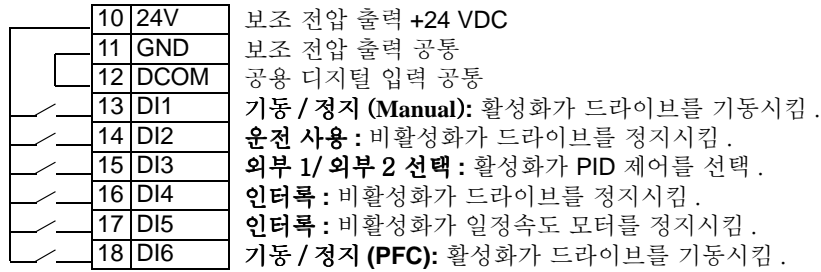 10 24V 보조 전압 출력 +24 VDC
11 GND 보조 전압 출력 공통
12 DCOM 공용 디지털 입력 공통
13 DI1 기동 / 정지 (Manual): 활성화가 드라이브를 기동시킴 .
14 DI2 운전 사용 : 비활성화가 드라이브를 정지시킴 .
15 DI3 외부 1/ 외부 2 선택 : 활성화가 PID 제어를 선택 .
16 DI4 인터록 : 비활성화가 드라이브를 정지시킴 .
17 DI5 인터록 : 비활성화가 일정속도 모터를 정지시킴 .
18 DI6 기동 / 정지 (PFC): 활성화가 드라이브를 기동시킴 .